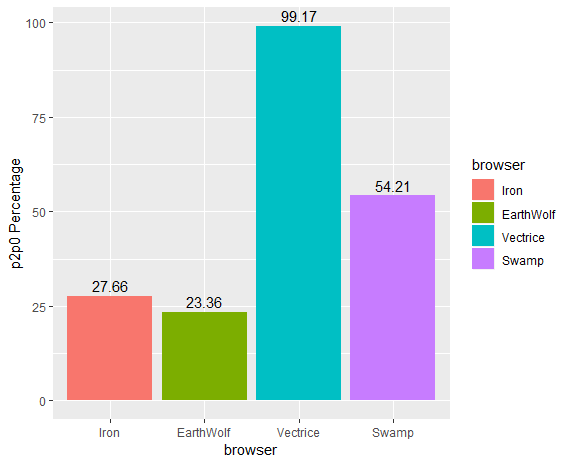 p2p0 Percentage
100
75
50
25
0
27.66
23.36
99.17
54.21
Iron
EarthWolf
Vectrice
Swamp
browser
browser
Iron
EarthWolf
Vectrice
Swamp